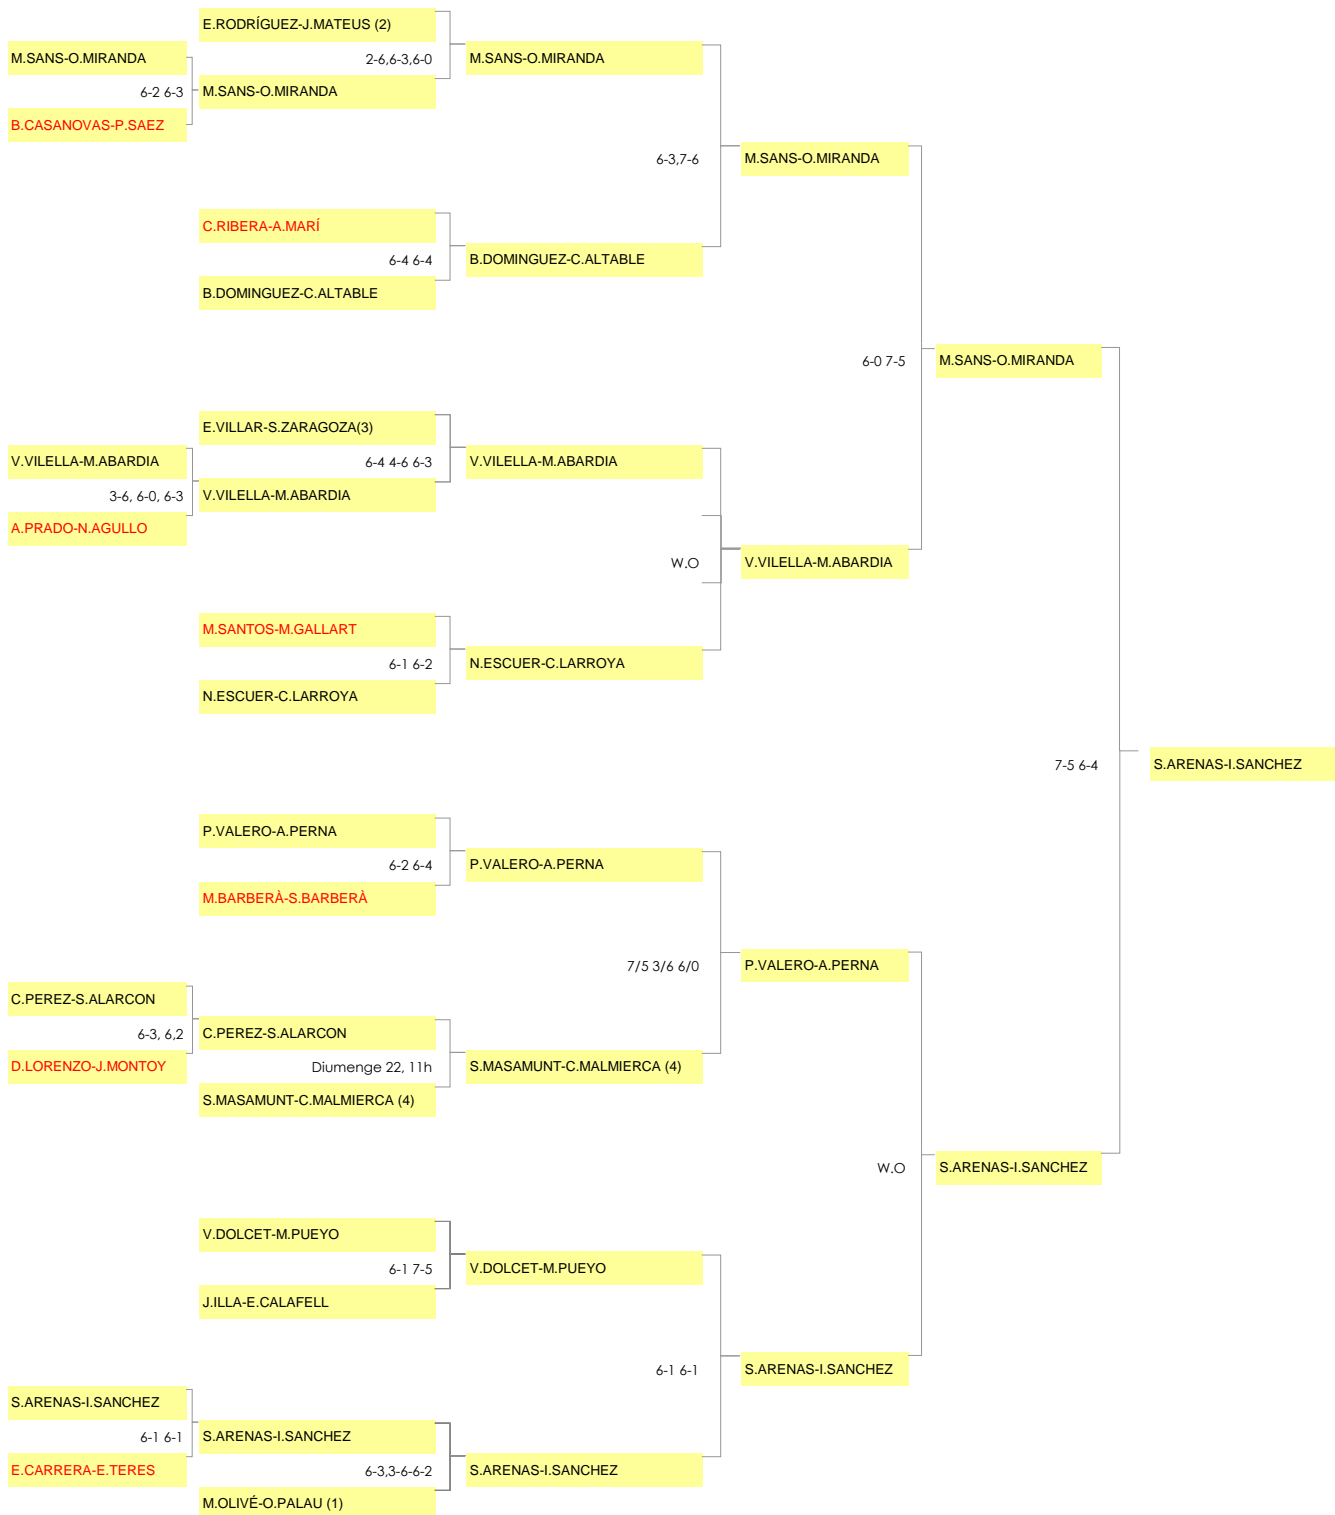 E.RODRÍGUEZ-J.MATEUS (2)
M.SANS-O.MIRANDA
2-6,6-3,6-0
M.SANS-O.MIRANDA
6-2 6-3
M.SANS-O.MIRANDA
B.CASANOVAS-P.SAEZ
6-3,7-6
M.SANS-O.MIRANDA
C.RIBERA-A.MARÍ
6-4 6-4
B.DOMINGUEZ-C.ALTABLE
B.DOMINGUEZ-C.ALTABLE
6-0 7-5
M.SANS-O.MIRANDA
E.VILLAR-S.ZARAGOZA(3)
V.VILELLA-M.ABARDIA
6-4 4-6 6-3
V.VILELLA-M.ABARDIA
3-6, 6-0, 6-3
V.VILELLA-M.ABARDIA
A.PRADO-N.AGULLO
W.O
V.VILELLA-M.ABARDIA
M.SANTOS-M.GALLART
6-1 6-2
N.ESCUER-C.LARROYA
N.ESCUER-C.LARROYA
7-5 6-4
S.ARENAS-I.SANCHEZ
P.VALERO-A.PERNA
6-2 6-4
P.VALERO-A.PERNA
M.BARBERÀ-S.BARBERÀ
7/5 3/6 6/0
P.VALERO-A.PERNA
C.PEREZ-S.ALARCON
6-3, 6,2
C.PEREZ-S.ALARCON
D.LORENZO-J.MONTOY
Diumenge 22, 11h
S.MASAMUNT-C.MALMIERCA (4)
S.MASAMUNT-C.MALMIERCA (4)
W.O
S.ARENAS-I.SANCHEZ
V.DOLCET-M.PUEYO
6-1 7-5
V.DOLCET-M.PUEYO
J.ILLA-E.CALAFELL
6-1 6-1
S.ARENAS-I.SANCHEZ
S.ARENAS-I.SANCHEZ
6-1 6-1
S.ARENAS-I.SANCHEZ
E.CARRERA-E.TERES
6-3,3-6-6-2
S.ARENAS-I.SANCHEZ
M.OLIVÉ-O.PALAU (1)